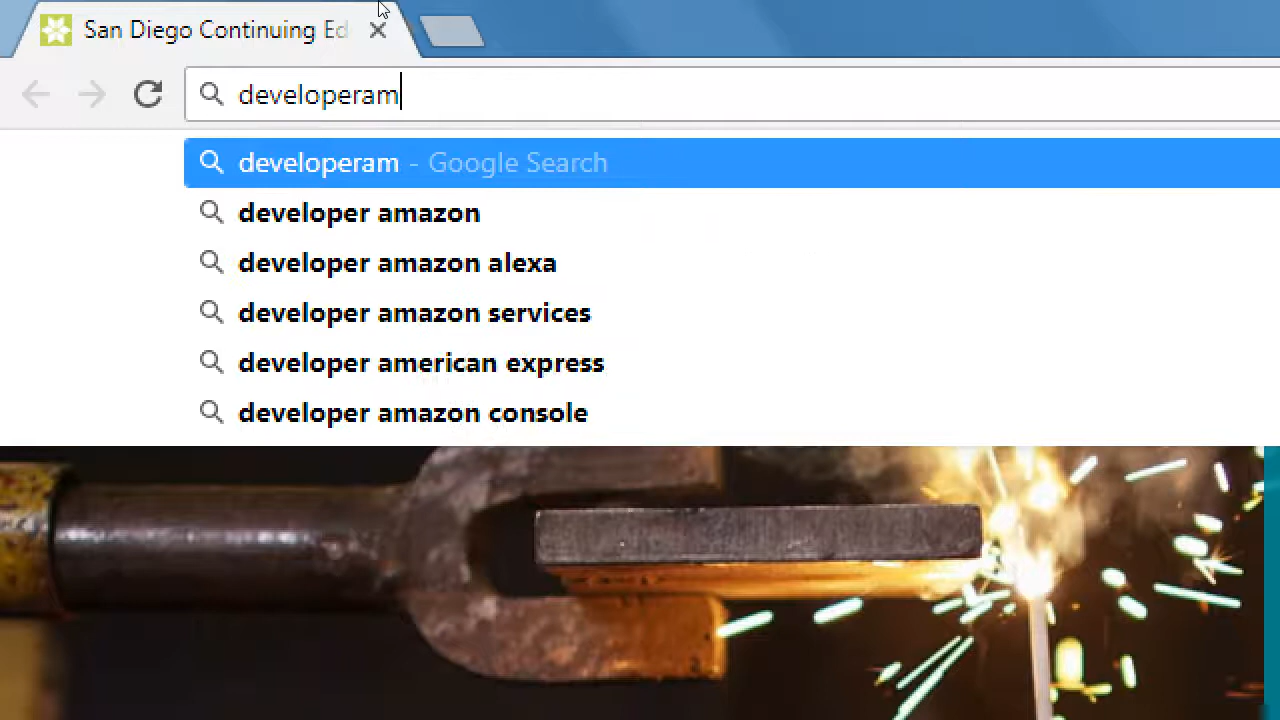 San Diego Continuing Ed
developeram
developeram - Google Search
developer amazon
developer amazon alexa
developer amazon services
developer american express
developer amazon console